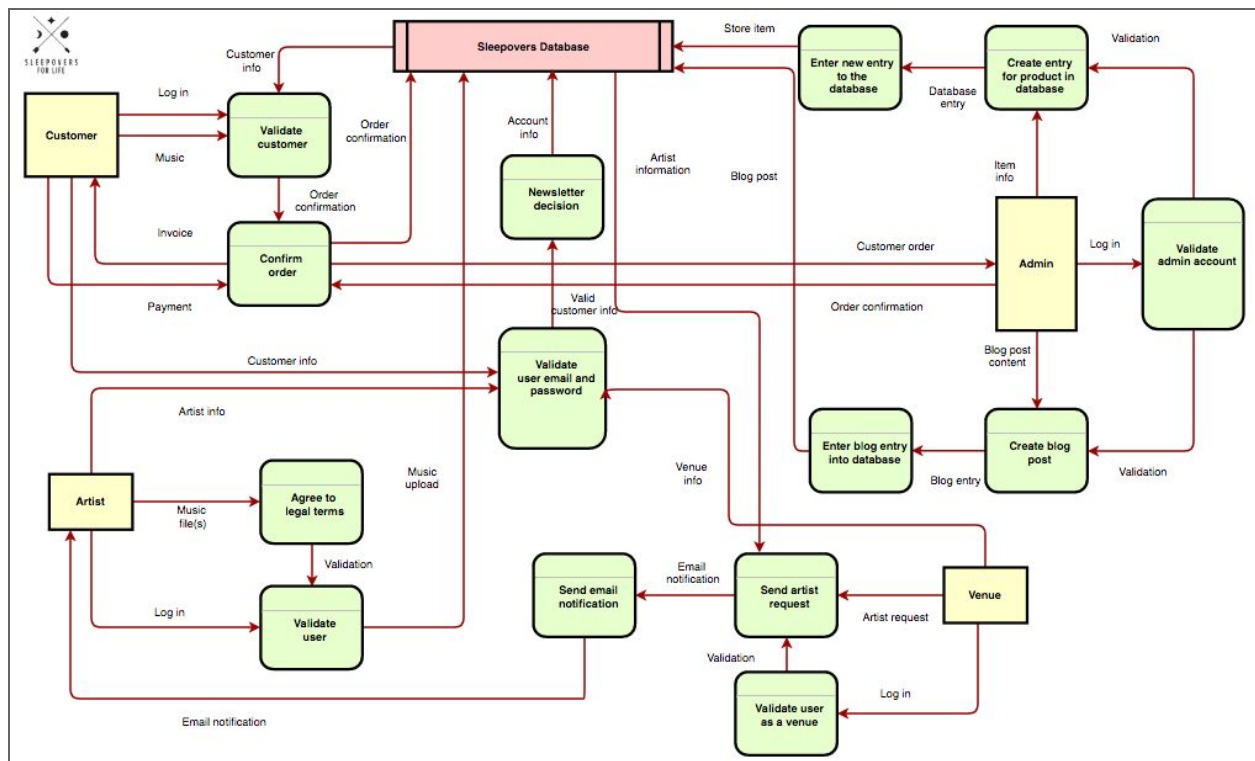 SLEEPOVERS
FOR LIFE
Sleepovers Database
Store item
Enter new entry
to the
database
Database
entry
Create entry
for product in
database
Validation
Customer
info
Log in
Customer
Music
Validate
customer
Order
confirmation
Account
info
Artist
information
Blog post
Item
info
Newsletter
decision
Order
confirmation
Invoice
Confirm
order
Payment
Customer order
Admin
Log in
Validate
admin account
Order confirmation
Valid
customer info
Blog post
content
Customer info
Validate
user email and
password
Artist info
Enter blog entry
into database
Blog entry
Create blog
post
Validation
Music
upload
Venue
info
Artist
Music
file(s)
Agree to
legal terms
Validation
Log in
Validate
user
Send email
notification
Email
notification
Send artist
request
Artist request
Venue
Validation
Log in
Validate user
as a venue
Email notification